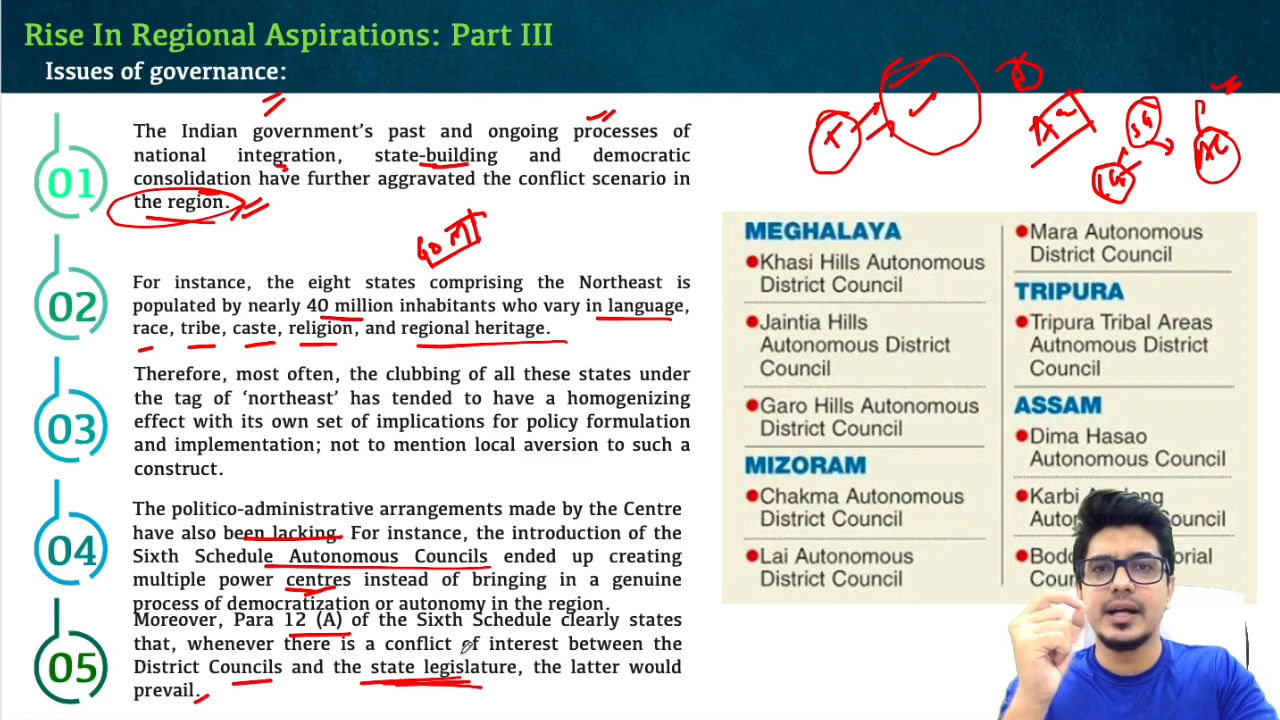 Rise In Regional Aspirations: Part III
Issues of governance:
01
The Indian government's past and ongoing processes of
national integration, state-building and democratic
consolidation have further aggravated the conflict scenario in
the region.
40 M
02
For instance, the eight states comprising the Northeast is
populated by nearly 40 million inhabitants who vary in language,
race, tribe, caste, religion, and regional heritage.
03
Therefore, most often, the clubbing of all these states under
the tag of ‘northeast’ has tended to have a homogenizing
effect with its own set of implications for policy formulation
and implementation; not to mention local aversion to such a
construct.
04
The politico-administrative arrangements made by the Centre
have also been lacking. For instance, the introduction of the
Sixth Schedule Autonomous Councils ended up creating
multiple power centres instead of bringing in a genuine
process of democratization or autonomy in the region.
05
Moreover, Para 12 (A) of the Sixth Schedule clearly states
that, whenever there is a conflict of interest between the
District Councils and the state legislature, the latter would
prevail.
MEGHALAYA
Khasi Hills Autonomous
District Council
Jaintia Hills
Autonomous District
Council
Garo Hills Autonomous
District Council
MIZORAM
Chakma Autonomous
District Council
Lai Autonomous
District Council
Mara Autonomous
District Council
TRIPURA
Tripura Tribal Areas
Autnomous District
Council
ASSAM
Dima Hasao
Autonomous Council
Karbi